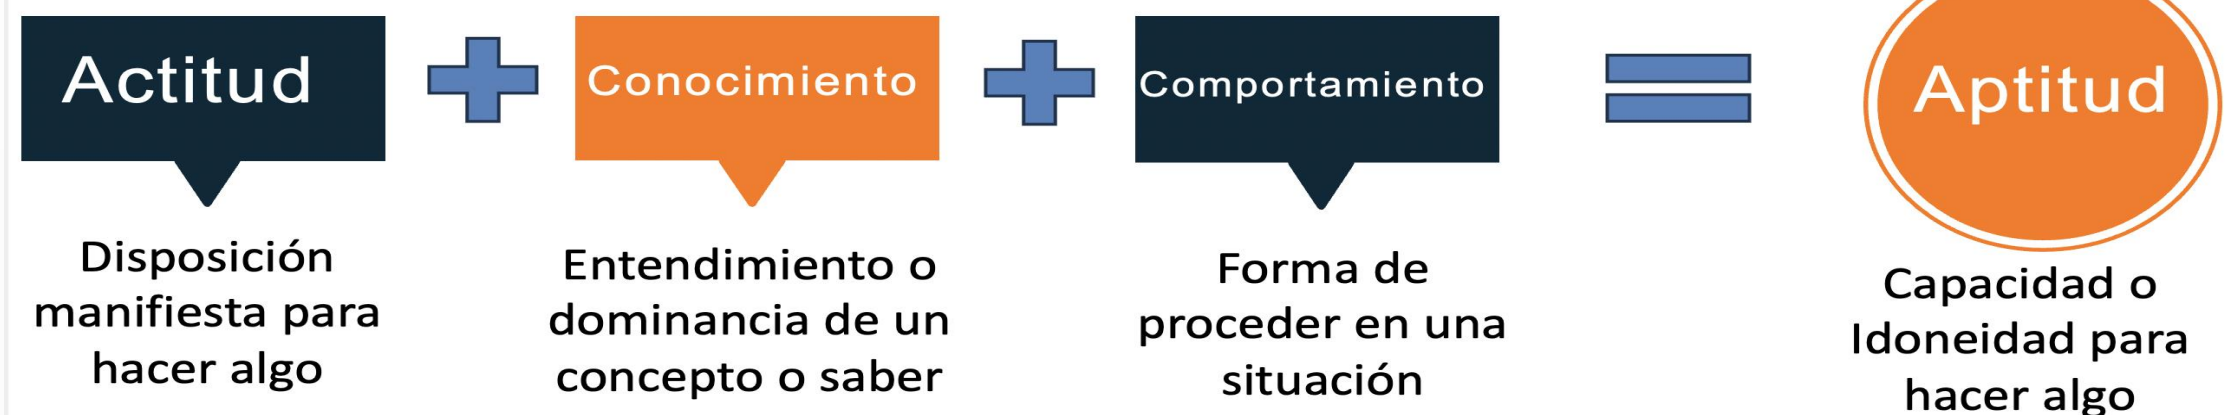 Actitud
Conocimiento
Comportamiento
Aptitud
Disposición
manifiesta para
hacer algo
Entendimiento o
dominancia de un
concepto o saber
Forma de
proceder en una
situación
Capacidad o
Idoneidad para
hacer algo